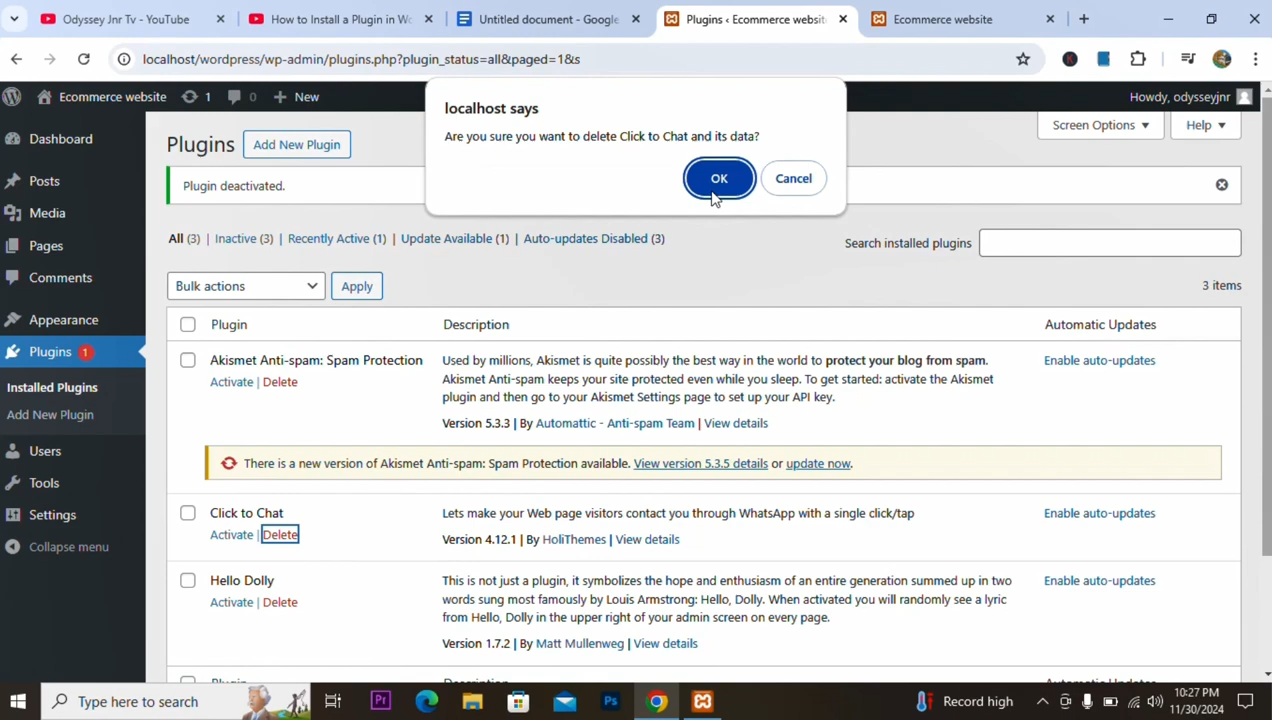 Odyssey Jnr Tv - YouTube
How to Install a Plugin in Wo
Untitled document - Google
Plugins ‹ Ecommerce website
Ecommerce website
localhost/wordpress/wp-admin/plugins.php?plugin_status=all&paged=1&s
Ecommerce website 1 0 New
Howdy, odysseyjnr
localhost says
Are you sure you want to delete Click to Chat and its data?
OK
Cancel
Dashboard
Posts
Media
Pages
Comments
Appearance
Plugins 1
Installed Plugins
Add New Plugin
Users
Tools
Settings
Collapse menu
Screen Options
Help
Plugins
Add New Plugin
Plugin deactivated.
All (3) | Inactive (3) | Recently Active (1) | Update Available (1) | Auto-updates Disabled (3)
Search installed plugins
Bulk actions
Apply
3 items
Plugin
Description
Automatic Updates
Akismet Anti-spam: Spam Protection
Activate | Delete
Used by millions, Akismet is quite possibly the best way in the world to protect your blog from spam.
Akismet Anti-spam keeps your site protected even while you sleep. To get started: activate the Akismet
plugin and then go to your Akismet Settings page to set up your API key.
Version 5.3.3 | By Automattic - Anti-spam Team | View details
Enable auto-updates
There is a new version of Akismet Anti-spam: Spam Protection available. View version 5.3.5 details or update now.
Click to Chat
Activate | Delete
Lets make your Web page visitors contact you through WhatsApp with a single click/tap
Version 4.12.1 | By HoliThemes | View details
Enable auto-updates
Hello Dolly
Activate | Delete
This is not just a plugin, it symbolizes the hope and enthusiasm of an entire generation summed up in two
words sung most famously by Louis Armstrong: Hello, Dolly. When activated you will randomly see a lyric
from Hello, Dolly in the upper right of your admin screen on every page.
Version 1.7.2 | By Matt Mullenweg | View details
Enable auto-updates
Plugin
Description
Automatic Updates
Type here to search
Pr
Ps
Record high
10:27 PM
11/30/2024